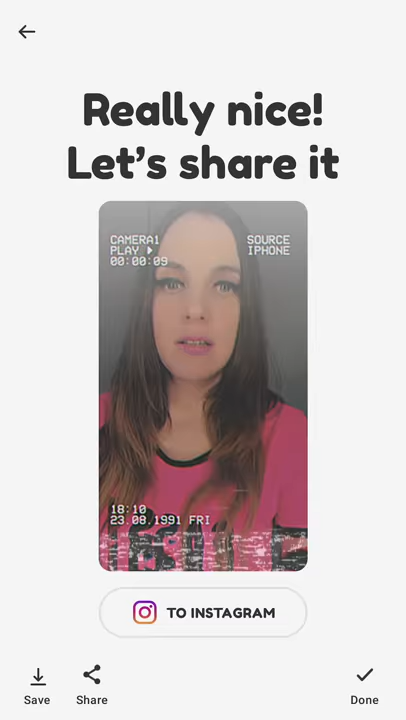 Really nice!
Let's share it
CAMERA1 SOURCE
PLAY IPHONE
00:00:09
18:10
23.08.1991 FRI
TO INSTAGRAM
Save Share Done